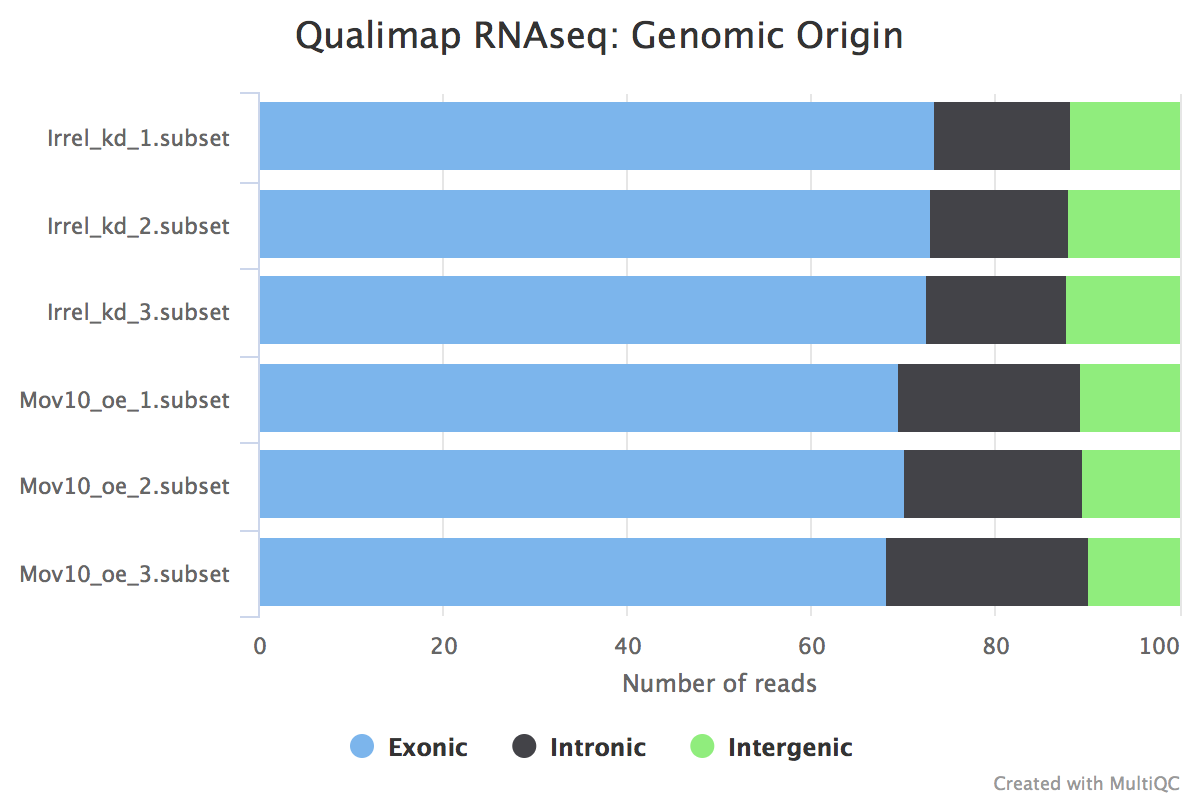 Qualimap RNAseq: Genomic Origin
Irrel_kd_1.subset
Irrel_kd_2.subset
Irrel_kd_3.subset
Mov10_oe_1.subset
Mov10_oe_2.subset
Mov10_oe_3.subset
0 20 40 60 80 100
Number of reads
Exonic Intronic Intergenic
Created with MultiQC